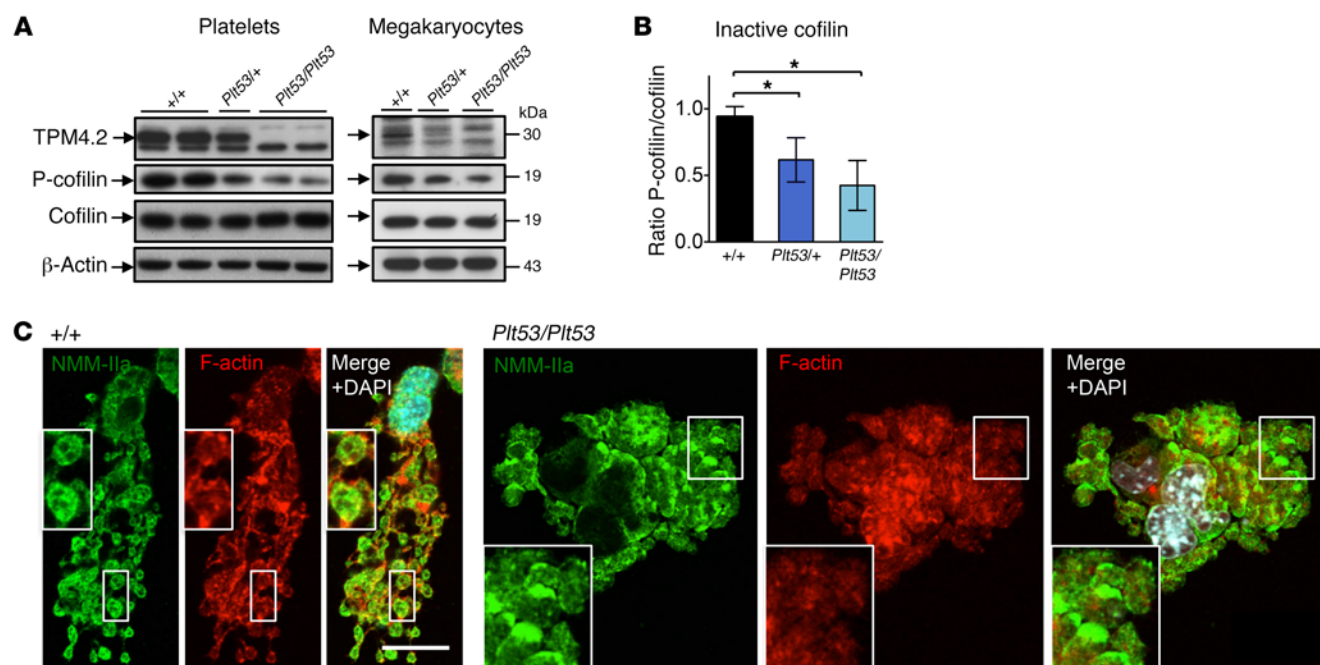 A
Platelets
Megakaryocytes
+/+
Plt53/+
Plt53/Plt53
+/+
Plt53/+
Plt53/Plt53
kDa
TPM4.2
30
P-cofilin
19
Cofilin
19
β-Actin
43
B
Inactive cofilin
*
*
Ratio P-cofilin/cofilin
1.0
0.5
0.0
+/+
Plt53/+
Plt53/
Plt53
C
+/+
NMM-IIa
F-actin
Merge
+DAPI
Plt53/Plt53
NMM-IIa
F-actin
Merge
+DAPI